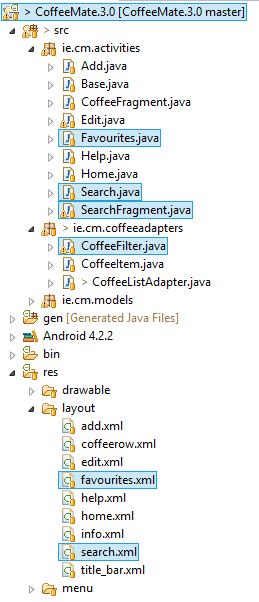 > CoffeeMate.3.0 [CoffeeMate.3.0 master]
> src
ie.cm.activities
Add.java
Base.java
CoffeeFragment.java
Edit.java
Favourites.java
Help.java
Home.java
Search.java
SearchFragment.java
> ie.cm.coffeeadapters
CoffeeFilter.java
CoffeeItem.java
> CoffeeListAdapter.java
ie.cm.models
gen [Generated Java Files]
Android 4.2.2
bin
res
drawable
layout
add.xml
coffeerow.xml
edit.xml
favourites.xml
help.xml
home.xml
info.xml
search.xml
title_bar.xml
menu